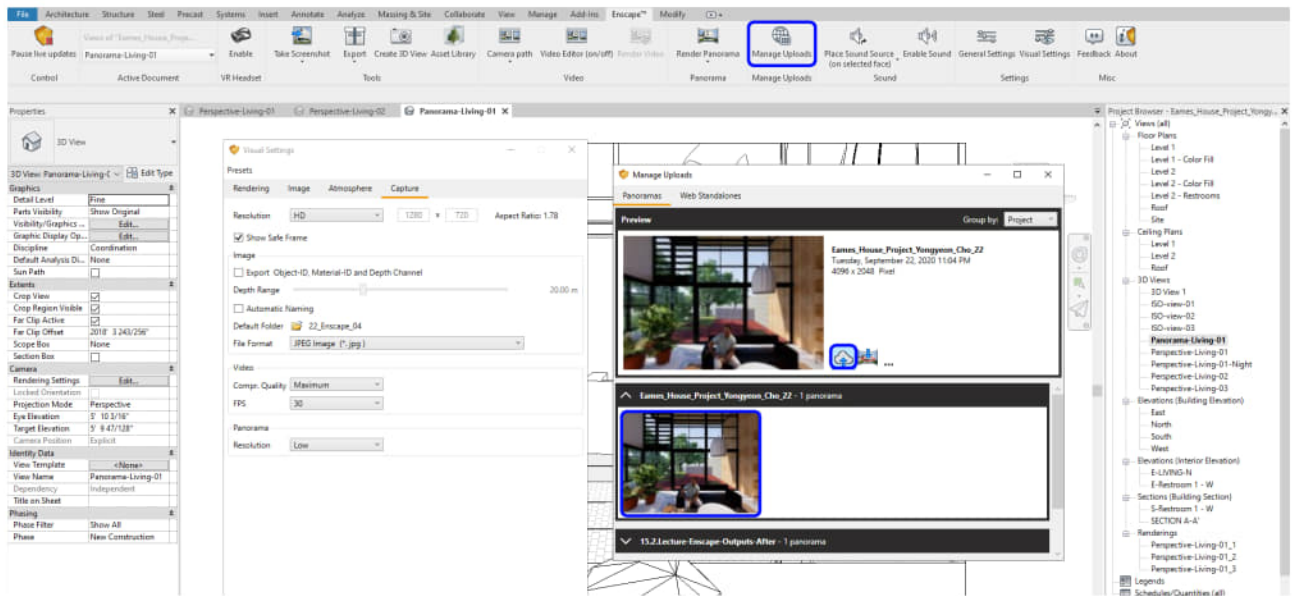 File Architecture Structure Steel Precast Systems Insert Annotate Analyze Massing & Site Collaborate View Manage Add-Ins Enscape™ Modify
Pause live updates
Panorama-Living-01
Enable
Take Screenshot
Export
Create 3D View
Asset Library
Camera path
Video Editor (on/off)
Render Video
Render Panorama
Manage Uploads
Place Sound Source
(on selected face)
Enable Sound
General Settings
Visual Settings
Feedback
About
Control
Active Document
VR Headset
Tools
Video
Panorama
Manage Uploads
Sound
Settings
Misc
Properties
3D View
3D View: Panorama-Living-(
Edit Type
Graphics
Detail Level Fine
Parts Visibility Show Original
Visibility/Graphics ... Edit...
Graphic Display Op... Edit...
Discipline Coordination
Default Analysis Di... None
Sun Path
Extents
Crop View
Crop Region Visible
Far Clip Active
Far Clip Offset 2018' 3 243/256"
Scope Box None
Section Box
Camera
Rendering Settings Edit...
Locked Orientation
Projection Mode Perspective
Eye Elevation 5' 10 3/16"
Target Elevation 5' 9 47/128"
Camera Position Explicit
Identity Data
View Template <None>
View Name Panorama-Living-01
Dependency Independent
Title on Sheet
Phasing
Phase Filter Show All
Phase New Construction
Perspective-Living-01
Perspective-Living-02
Panorama-Living-01
Visual Settings
Presets
Rendering Image Atmosphere Capture
Resolution HD 1280 x 720 Aspect Ratio: 1.78
Show Safe Frame
Image
Export Object-ID, Material-ID and Depth Channel
Depth Range 20.00 m
Automatic Naming
Default Folder 22_Enscape_04
File Format JPEG Image (*.jpg)
Video
Compr. Quality Maximum
FPS 30
Panorama
Resolution Low
Manage Uploads
Panoramas Web Standalones
Preview Group by: Project
Eames_House_Project_Yongyeon_Cho_22
Tuesday, September 22, 2020 11:04 PM
4096 x 2048 Pixel
...
Eames_House_Project_Yongyeon_Cho_22 - 1 panorama
15.2.Lecture-Enscape-Outputs-After - 1 panorama
Project Browser - Eames_House_Project_Yongy...
Views (all)
Floor Plans
Level 1
Level 1 - Color Fill
Level 2
Level 2 - Color Fill
Level 2 - Restrooms
Roof
Site
Ceiling Plans
Level 1
Level 2
Roof
3D Views
3D View 1
ISO-view-01
ISO-view-02
ISO-view-03
Panorama-Living-01
Perspective-Living-01
Perspective-Living-01-Night
Perspective-Living-02
Perspective-Living-03
Elevations (Building Elevation)
East
North
South
West
Elevations (Interior Elevation)
E-LIVING-N
E-Restroom 1 - W
Sections (Building Section)
S-Restroom 1 - W
SECTION A-A'
Renderings
Perspective-Living-01_1
Perspective-Living-01_2
Perspective-Living-01_3
Legends
Schedules/Quantities (all)